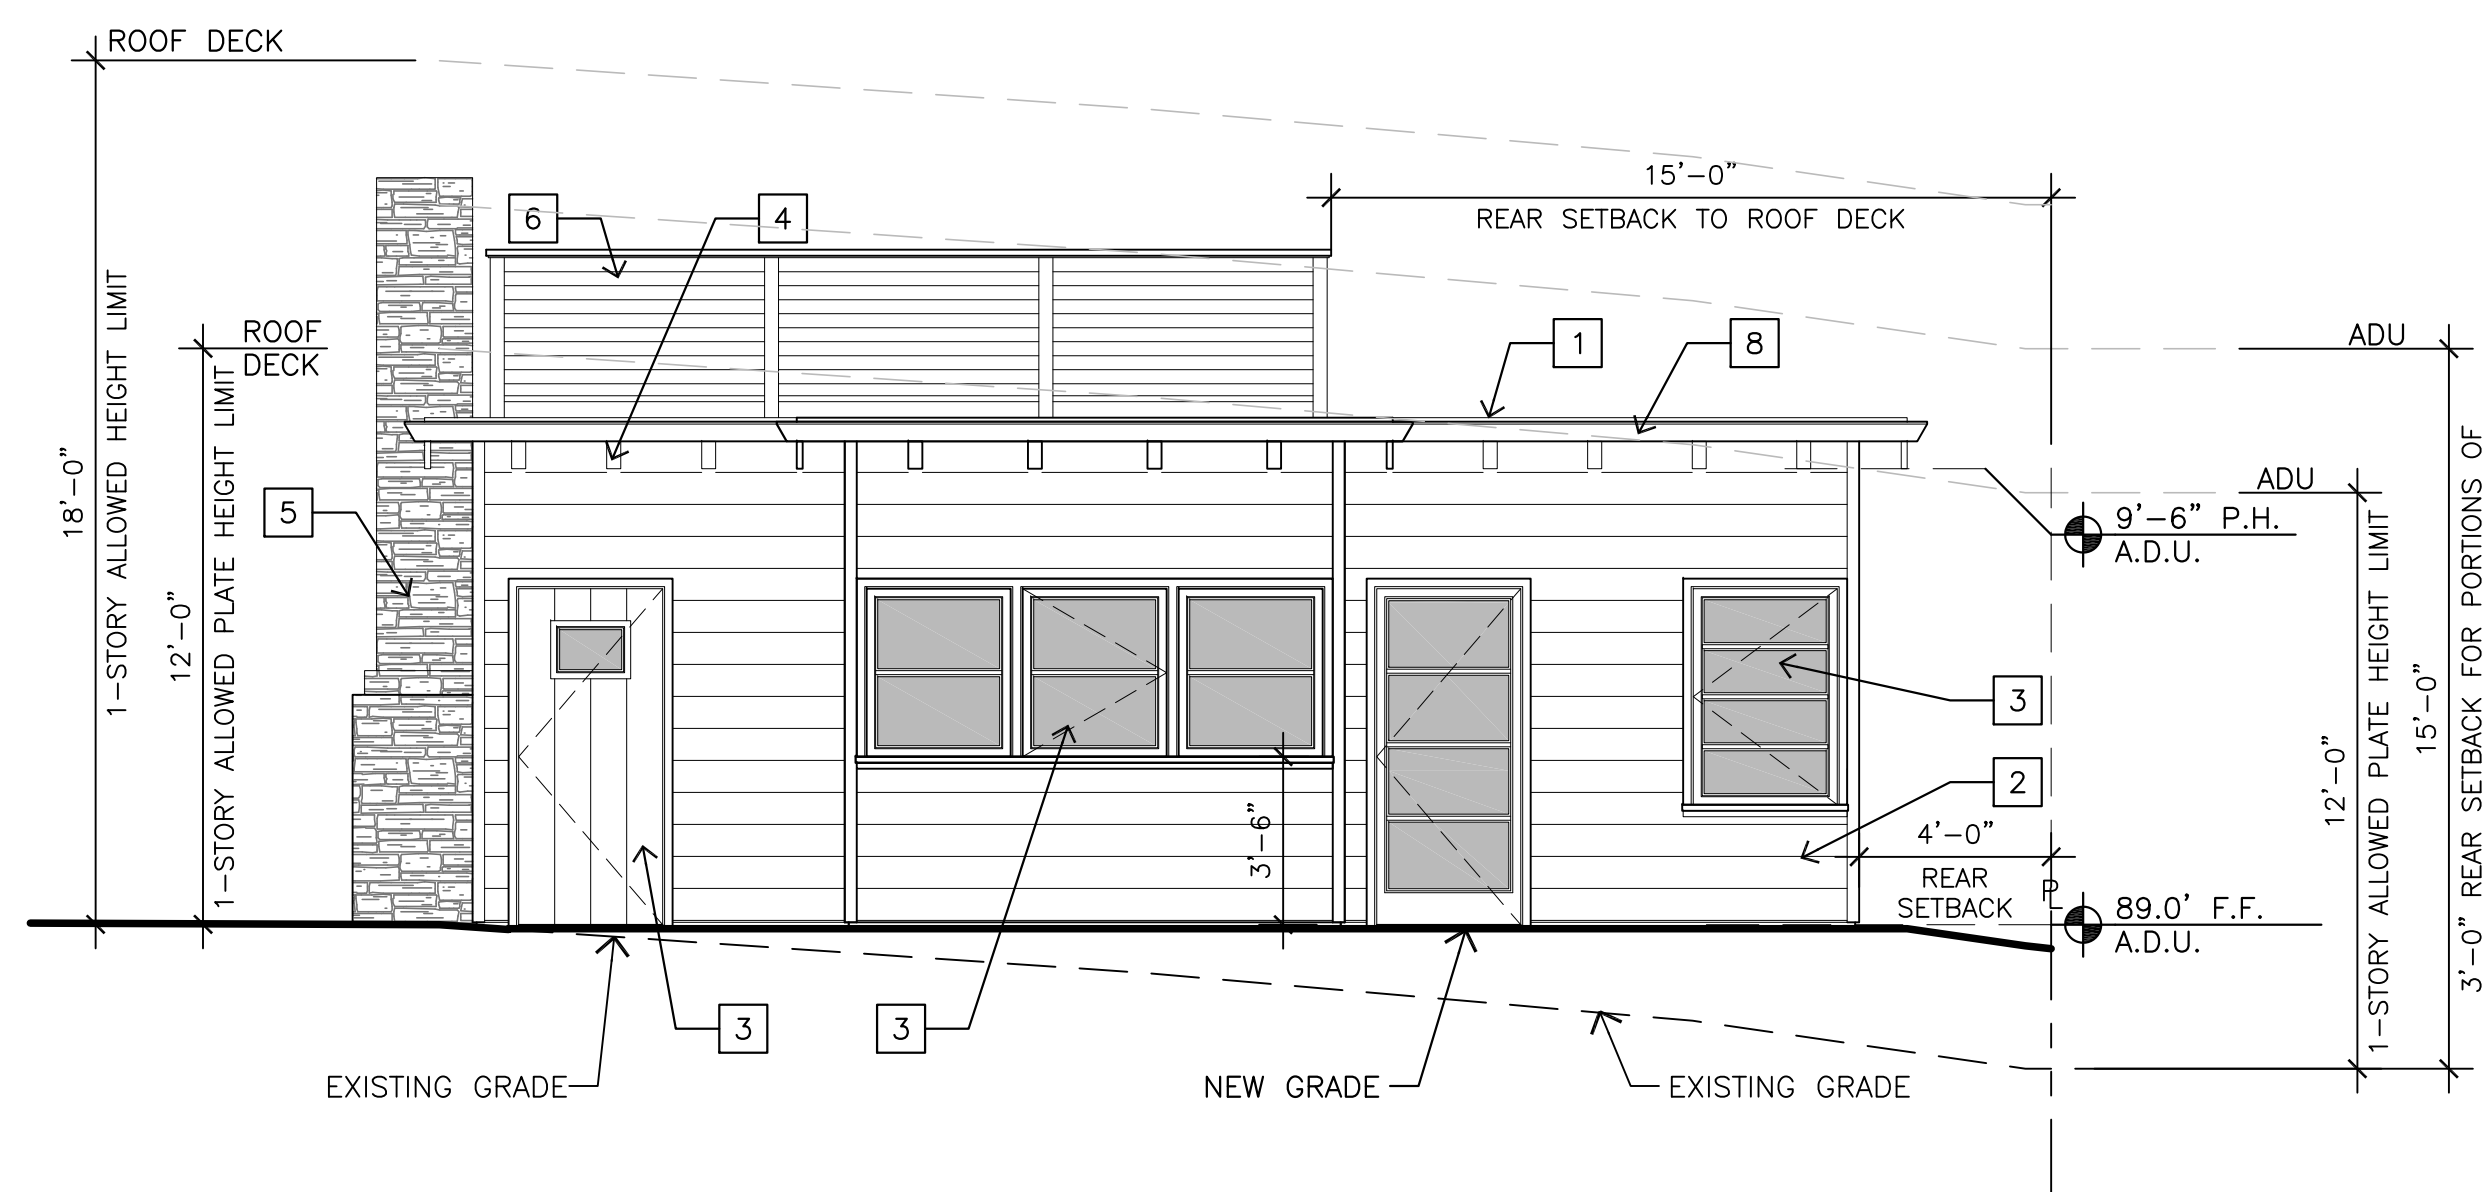 ROOF DECK
15'-0"
REAR SETBACK TO ROOF DECK
6
4
ROOF
DECK
1
8
ADU
18'-0"
1-STORY ALLOWED HEIGHT LIMIT
12'-0"
1-STORY ALLOWED PLATE HEIGHT LIMIT
5
ADU
9'-6" P.H.
A.D.U.
3
2
3'-6"
4'-0"
REAR
SETBACK
PL
89.0' F.F.
A.D.U.
12'-0"
1-STORY ALLOWED PLATE HEIGHT LIMIT
15'-0"
3'-0" REAR SETBACK FOR PORTIONS OF
3
3
EXISTING GRADE
NEW GRADE
EXISTING GRADE